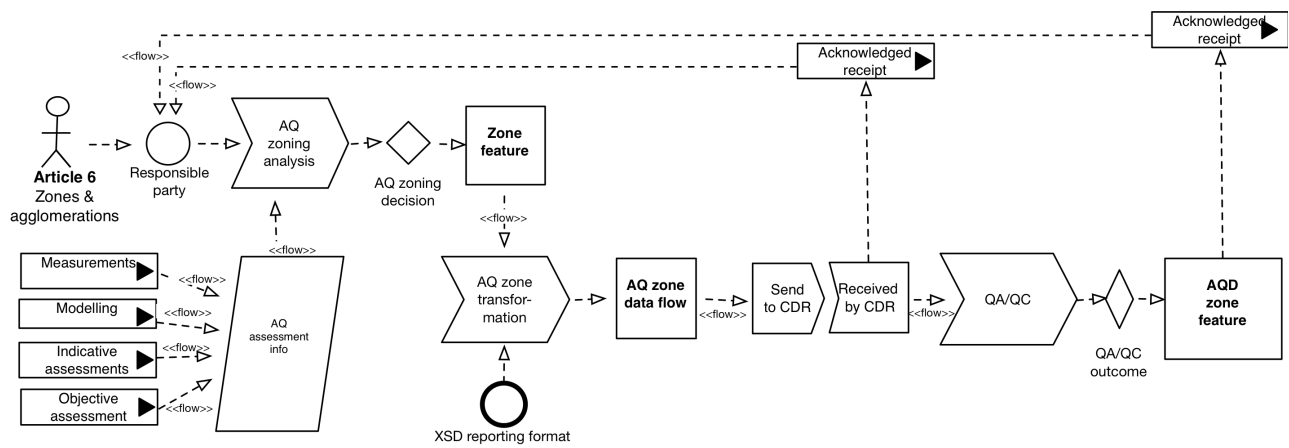 Acknowledged
receipt
<<flow>>
Acknowledged
receipt
<<flow>>
Article 6
Zones &
agglomerations
Responsible
party
AQ
zoning
analysis
AQ zoning
decision
Zone
feature
<<flow>>
<<flow>>
Measurements
<<flow>>
Modelling
<<flow>>
Indicative
assessments
<<flow>>
Objective
assessment
<<flow>>
AQ
assessment
info
AQ zone
transfor-
mation
XSD reporting format
AQ zone
data flow
<<flow>>
Send
to CDR
Received
by CDR
<<flow>>
QA/QC
QA/QC
outcome
AQD
zone
feature